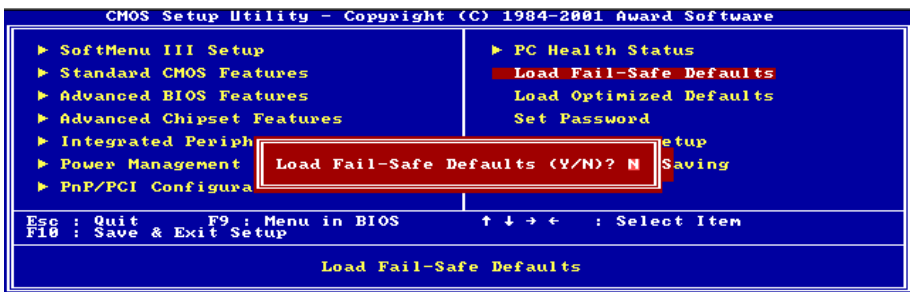 CMOS Setup Utility - Copyright (C) 1984-2001 Award Software
► SoftMenu III Setup
► Standard CMOS Features
► Advanced BIOS Features
► Advanced Chipset Features
► Integrated Periph
► Power Management
► PnP/PCI Configura
► PC Health Status
Load Fail-Safe Defaults
Load Optimized Defaults
Set Password
etup
Saving
Load Fail-Safe Defaults (Y/N)? N
Esc : Quit F9 : Menu in BIOS ↑ ↓ → ← : Select Item
F10 : Save & Exit Setup
Load Fail-Safe Defaults